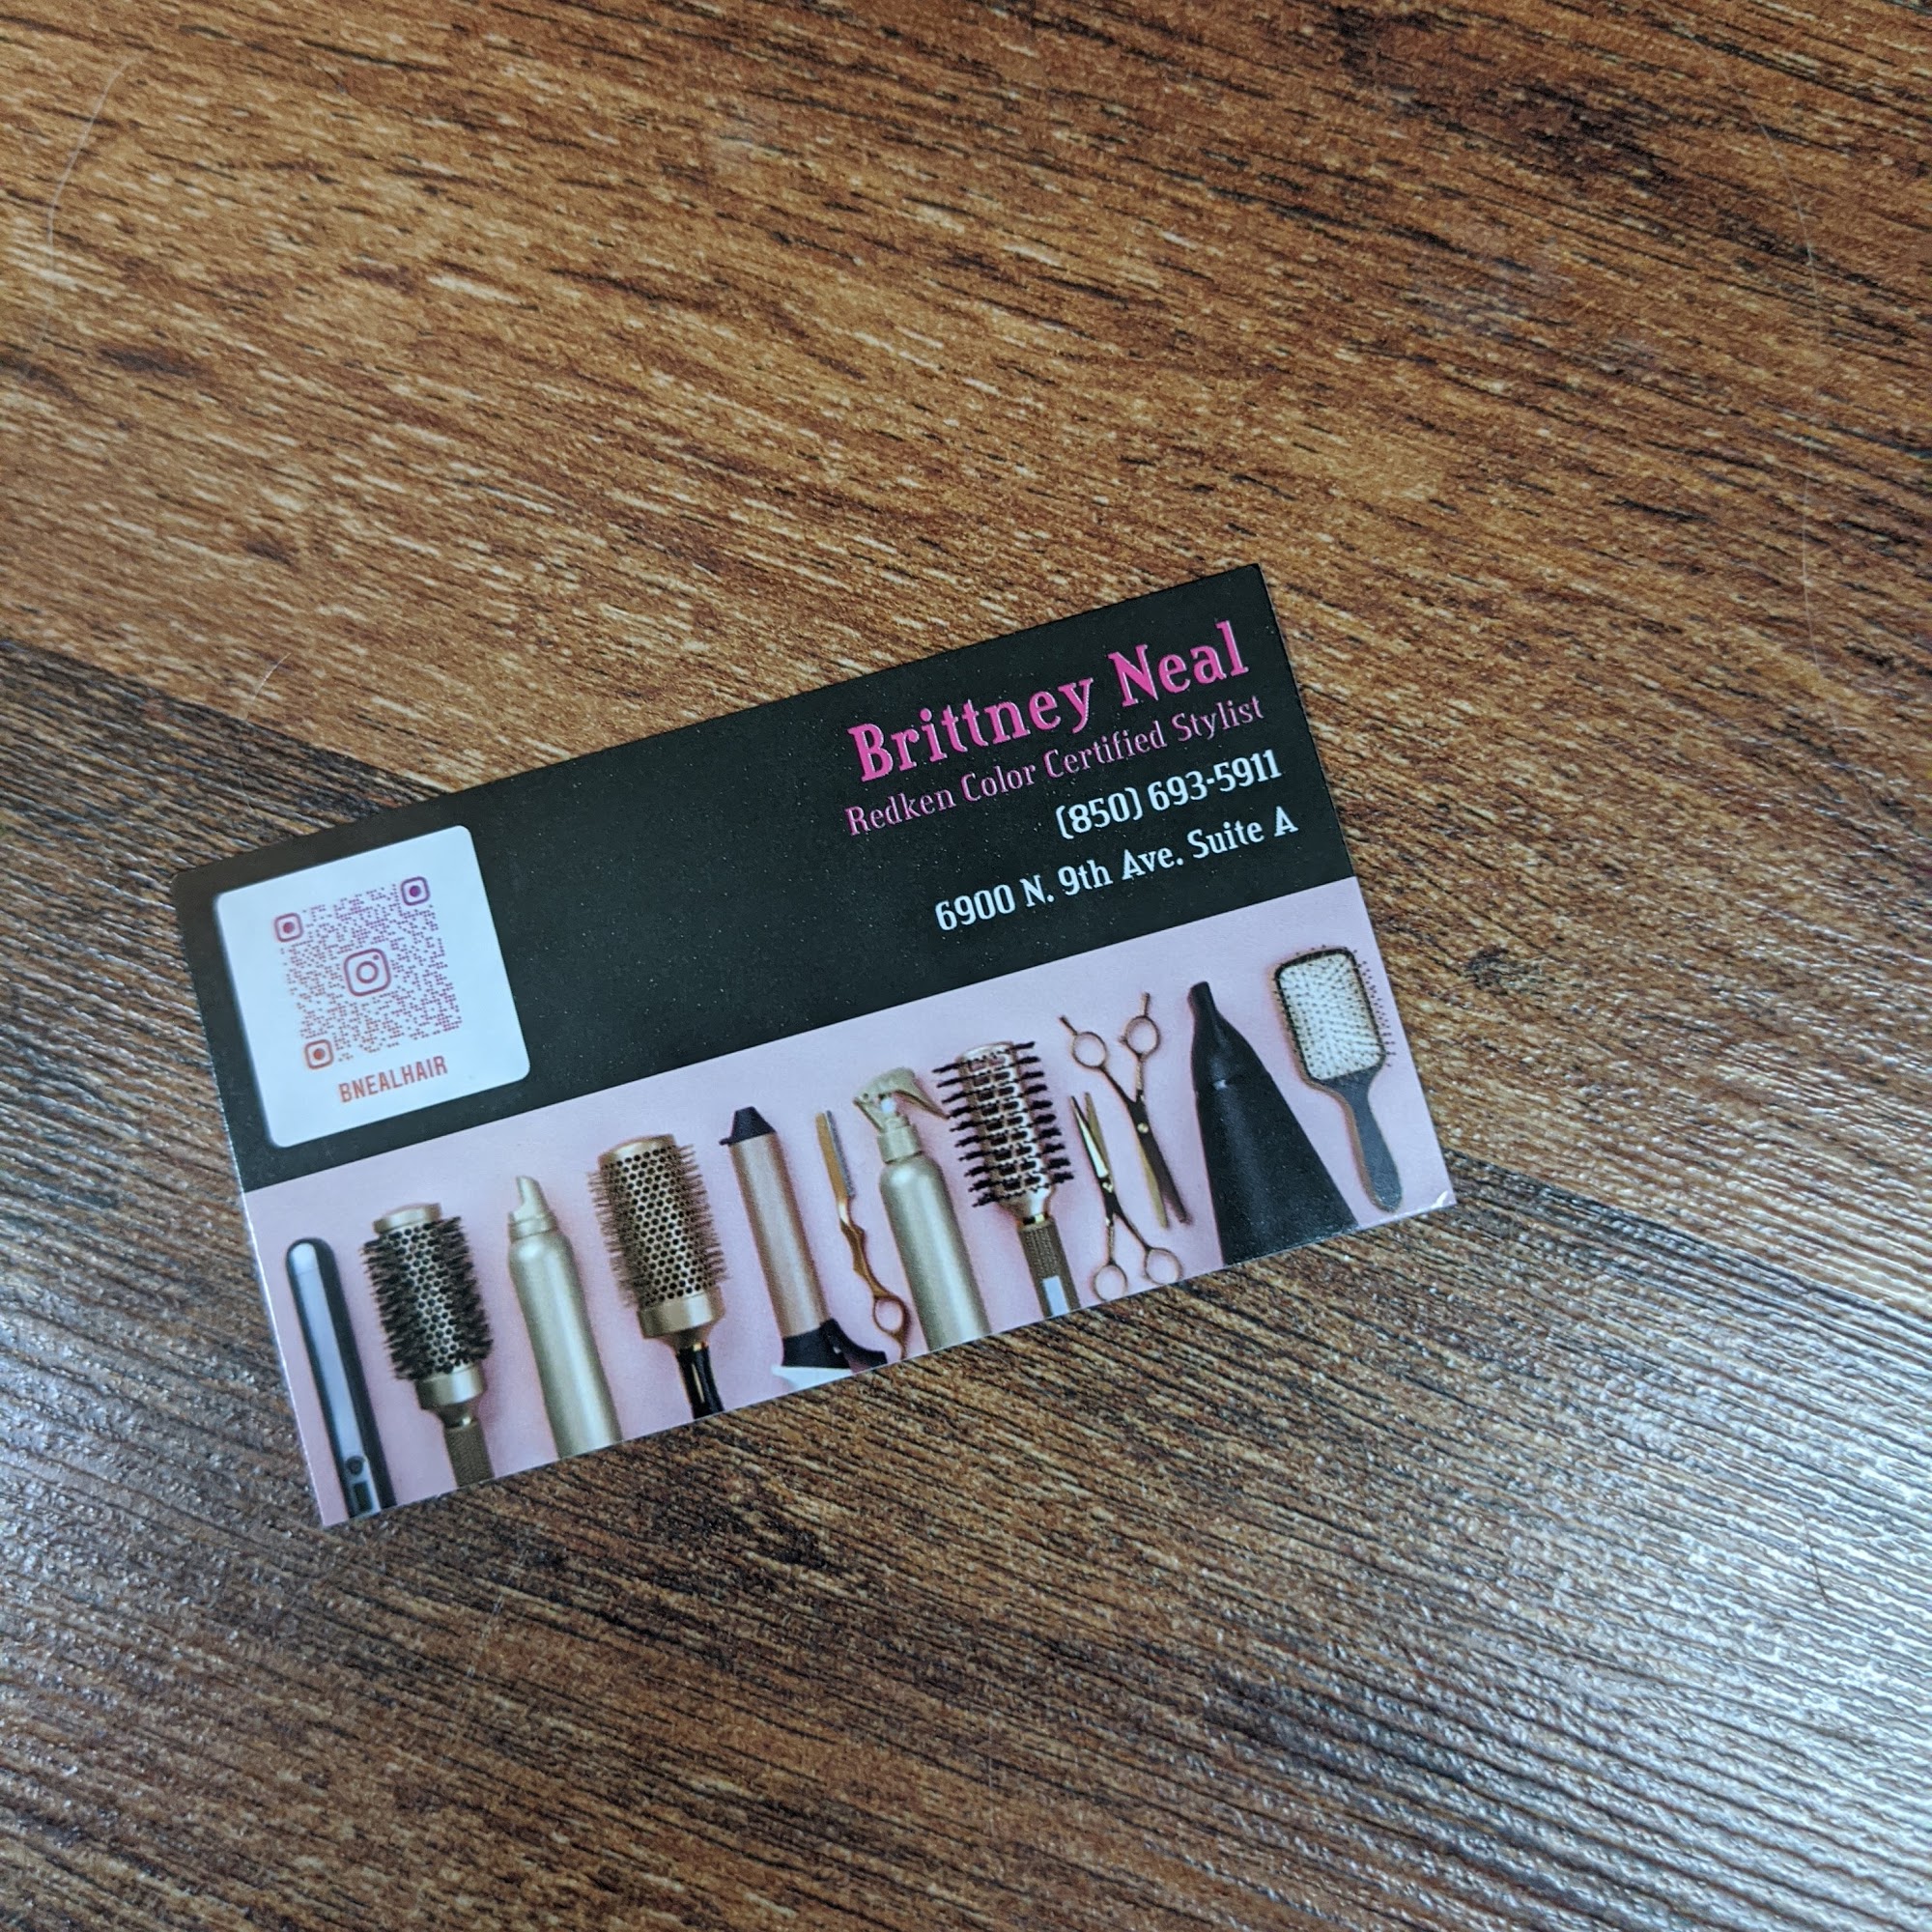 Brittney Neal
Redken Color Certified Stylist
(850) 693-5911
6900 N. 9th Ave. Suite A
BNEALHAIR